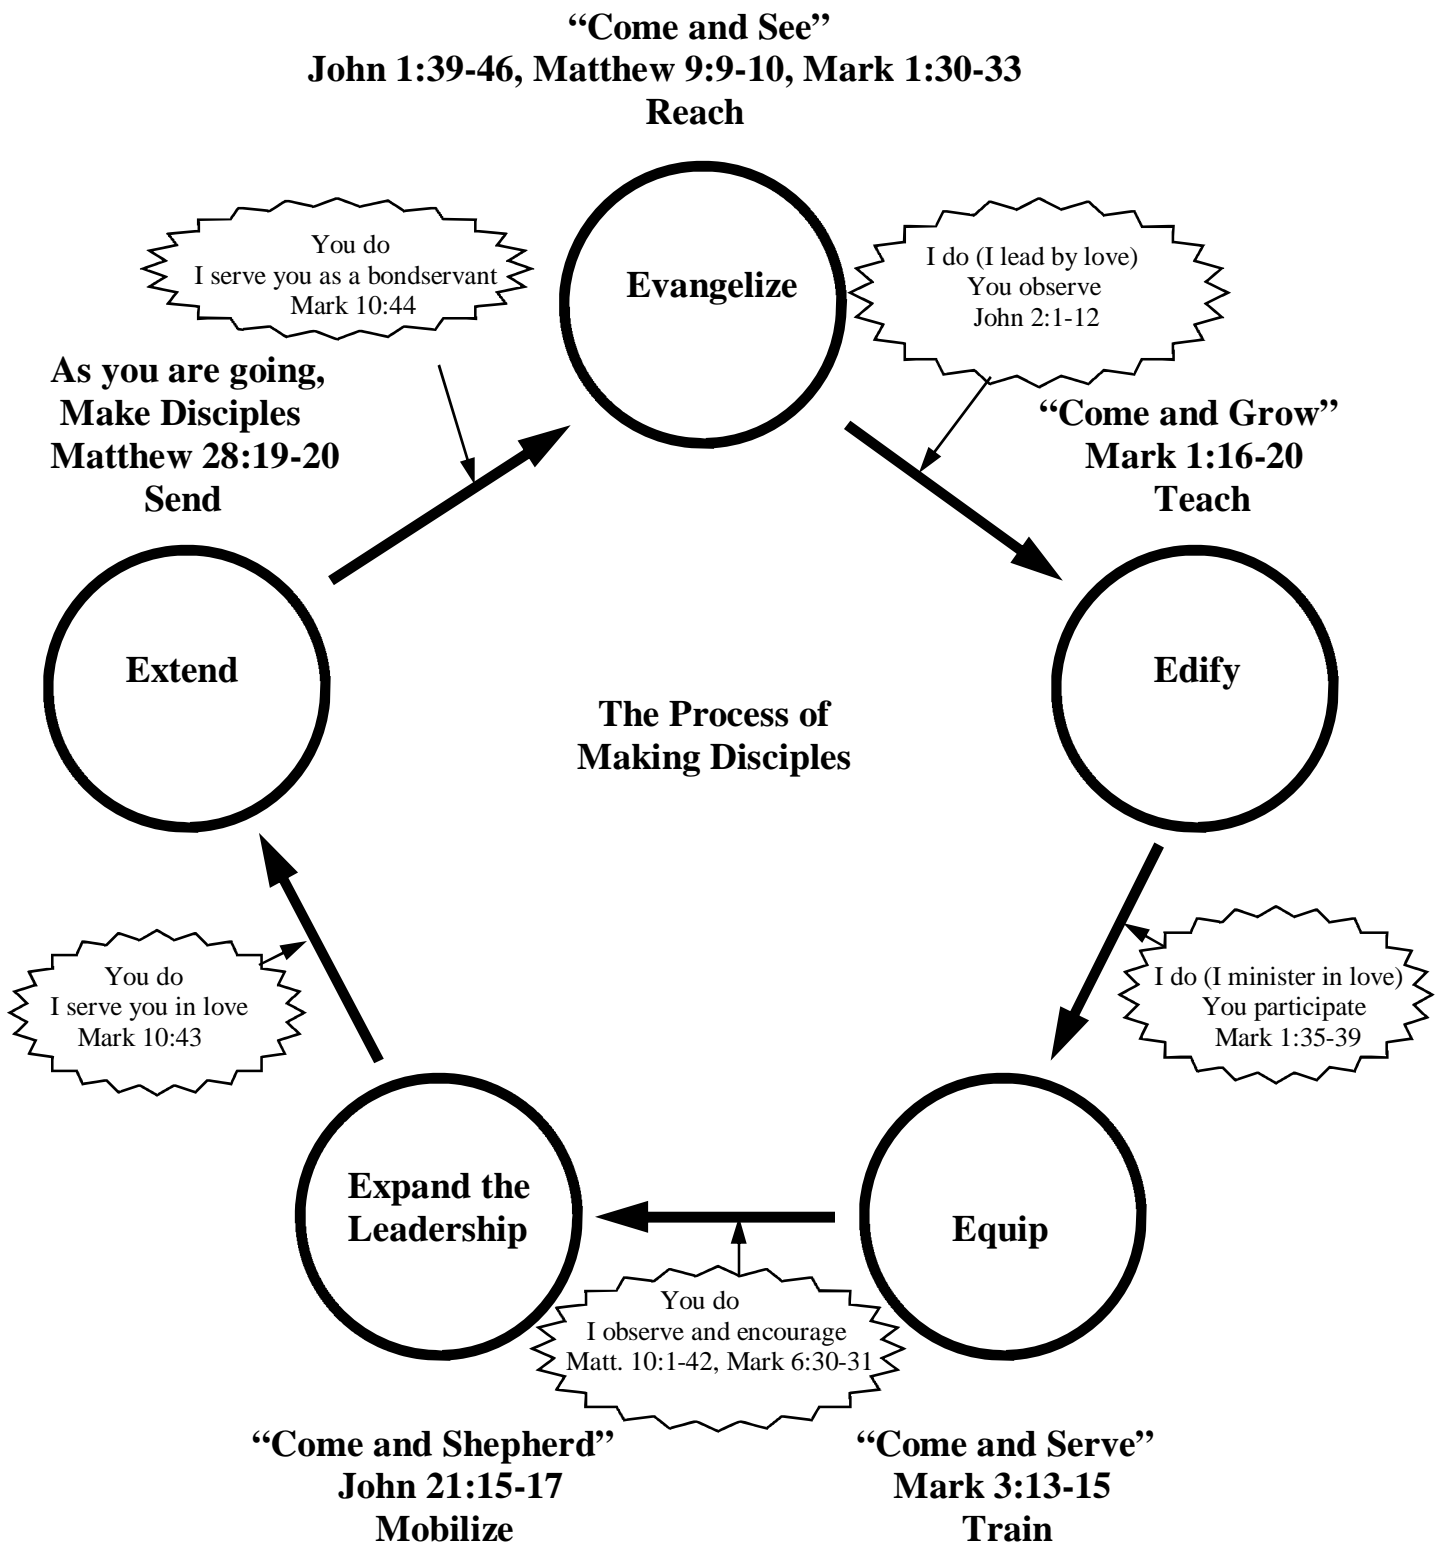 “Come and See”
John 1:39-46, Matthew 9:9-10, Mark 1:30-33
Reach
Evangelize
I do (I lead by love)
You observe
John 2:1-12
“Come and Grow”
Mark 1:16-20
Teach
Edify
I do (I minister in love)
You participate
Mark 1:35-39
Equip
“Come and Serve”
Mark 3:13-15
Train
You do
I observe and encourage
Matt. 10:1-42, Mark 6:30-31
Expand the
Leadership
“Come and Shepherd”
John 21:15-17
Mobilize
You do
I serve you in love
Mark 10:43
Extend
As you are going,
Make Disciples
Matthew 28:19-20
Send
You do
I serve you as a bondservant
Mark 10:44
The Process of
Making Disciples